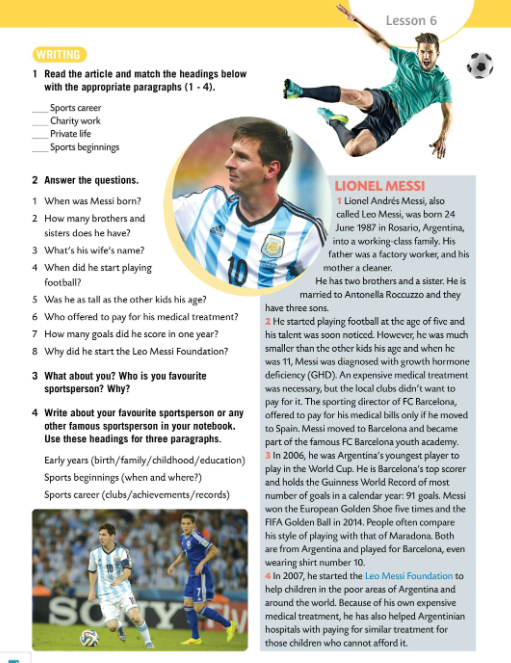 Lesson 6
WRITING
1 Read the article and match the headings below
with the appropriate paragraphs (1 - 4).
____ Sports career
____ Charity work
____ Private life
____ Sports beginnings
2 Answer the questions.
1 When was Messi born?
2 How many brothers and
sisters does he have?
3 What's his wife's name?
4 When did he start playing
football?
5 Was he as tall as the other kids his age?
6 Who offered to pay for his medical treatment?
7 How many goals did he score in one year?
8 Why did he start the Leo Messi Foundation?
3 What about you? Who is you favourite
sportsperson? Why?
4 Write about your favourite sportsperson or any
other famous sportsperson in your notebook.
Use these headings for three paragraphs.
Early years (birth/family/childhood/education)
Sports beginnings (when and where?)
Sports career (clubs/achievements/records)
10
LIONEL MESSI
1 Lionel Andrés Messi, also
called Leo Messi, was born 24
June 1987 in Rosario, Argentina,
into a working-class family. His
father was a factory worker, and his
mother a cleaner.
He has two brothers and a sister. He is
married to Antonella Roccuzzo and they
have three sons.
2 He started playing football at the age of five and
his talent was soon noticed. However, he was much
smaller than the other kids his age and when he
was 11, Messi was diagnosed with growth hormone
deficiency (GHD). An expensive medical treatment
was necessary, but the local clubs didn't want to
pay for it. The sporting director of FC Barcelona,
offered to pay for his medical bills only if he moved
to Spain. Messi moved to Barcelona and became
part of the famous FC Barcelona youth academy.
3 In 2006, he was Argentina's youngest player to
play in the World Cup. He is Barcelona's top scorer
and holds the Guinness World Record of most
number of goals in a calendar year: 91 goals. Messi
won the European Golden Shoe five times and the
FIFA Golden Ball in 2014. People often compare
his style of playing with that of Maradona. Both
are from Argentina and played for Barcelona, even
wearing shirt number 10.
4 In 2007, he started the Leo Messi Foundation to
help children in the poor areas of Argentina and
around the world. Because of his own expensive
medical treatment, he has also helped Argentinian
hospitals with paying for similar treatment for
those children who cannot afford it.
10
7